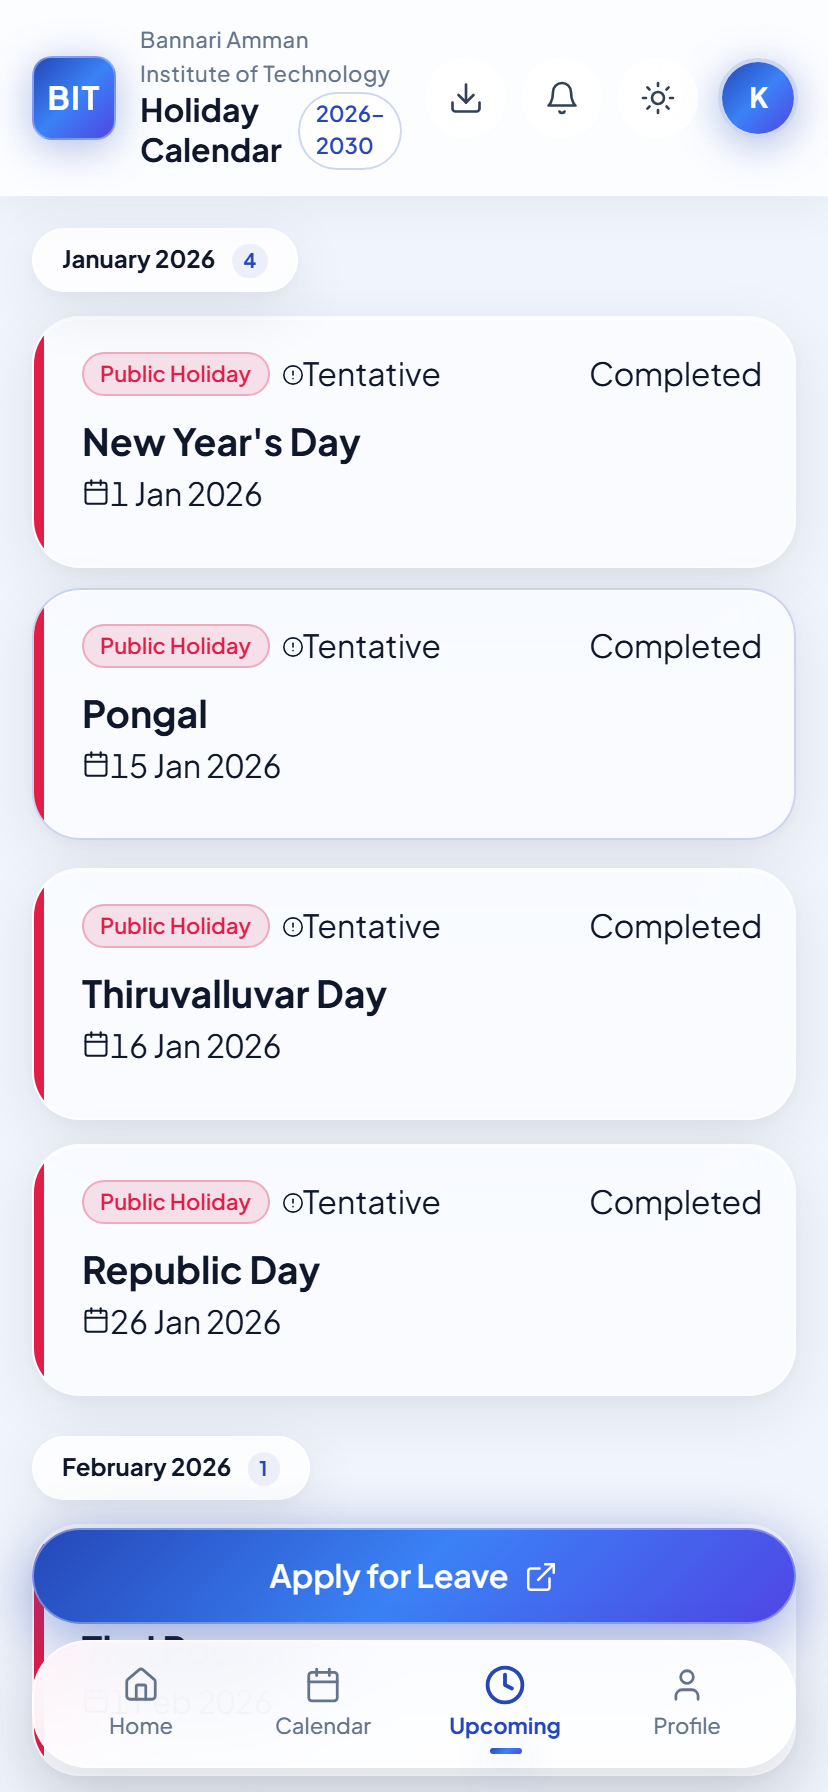 BIT
Bannari Amman
Institute of Technology
Holiday
Calendar
2026–
2030
K
January 2026 4
Public Holiday Tentative Completed
New Year's Day
1 Jan 2026
Public Holiday Tentative Completed
Pongal
15 Jan 2026
Public Holiday Tentative Completed
Thiruvalluvar Day
16 Jan 2026
Public Holiday Tentative Completed
Republic Day
26 Jan 2026
February 2026 1
Apply for Leave
Home Calendar Upcoming Profile